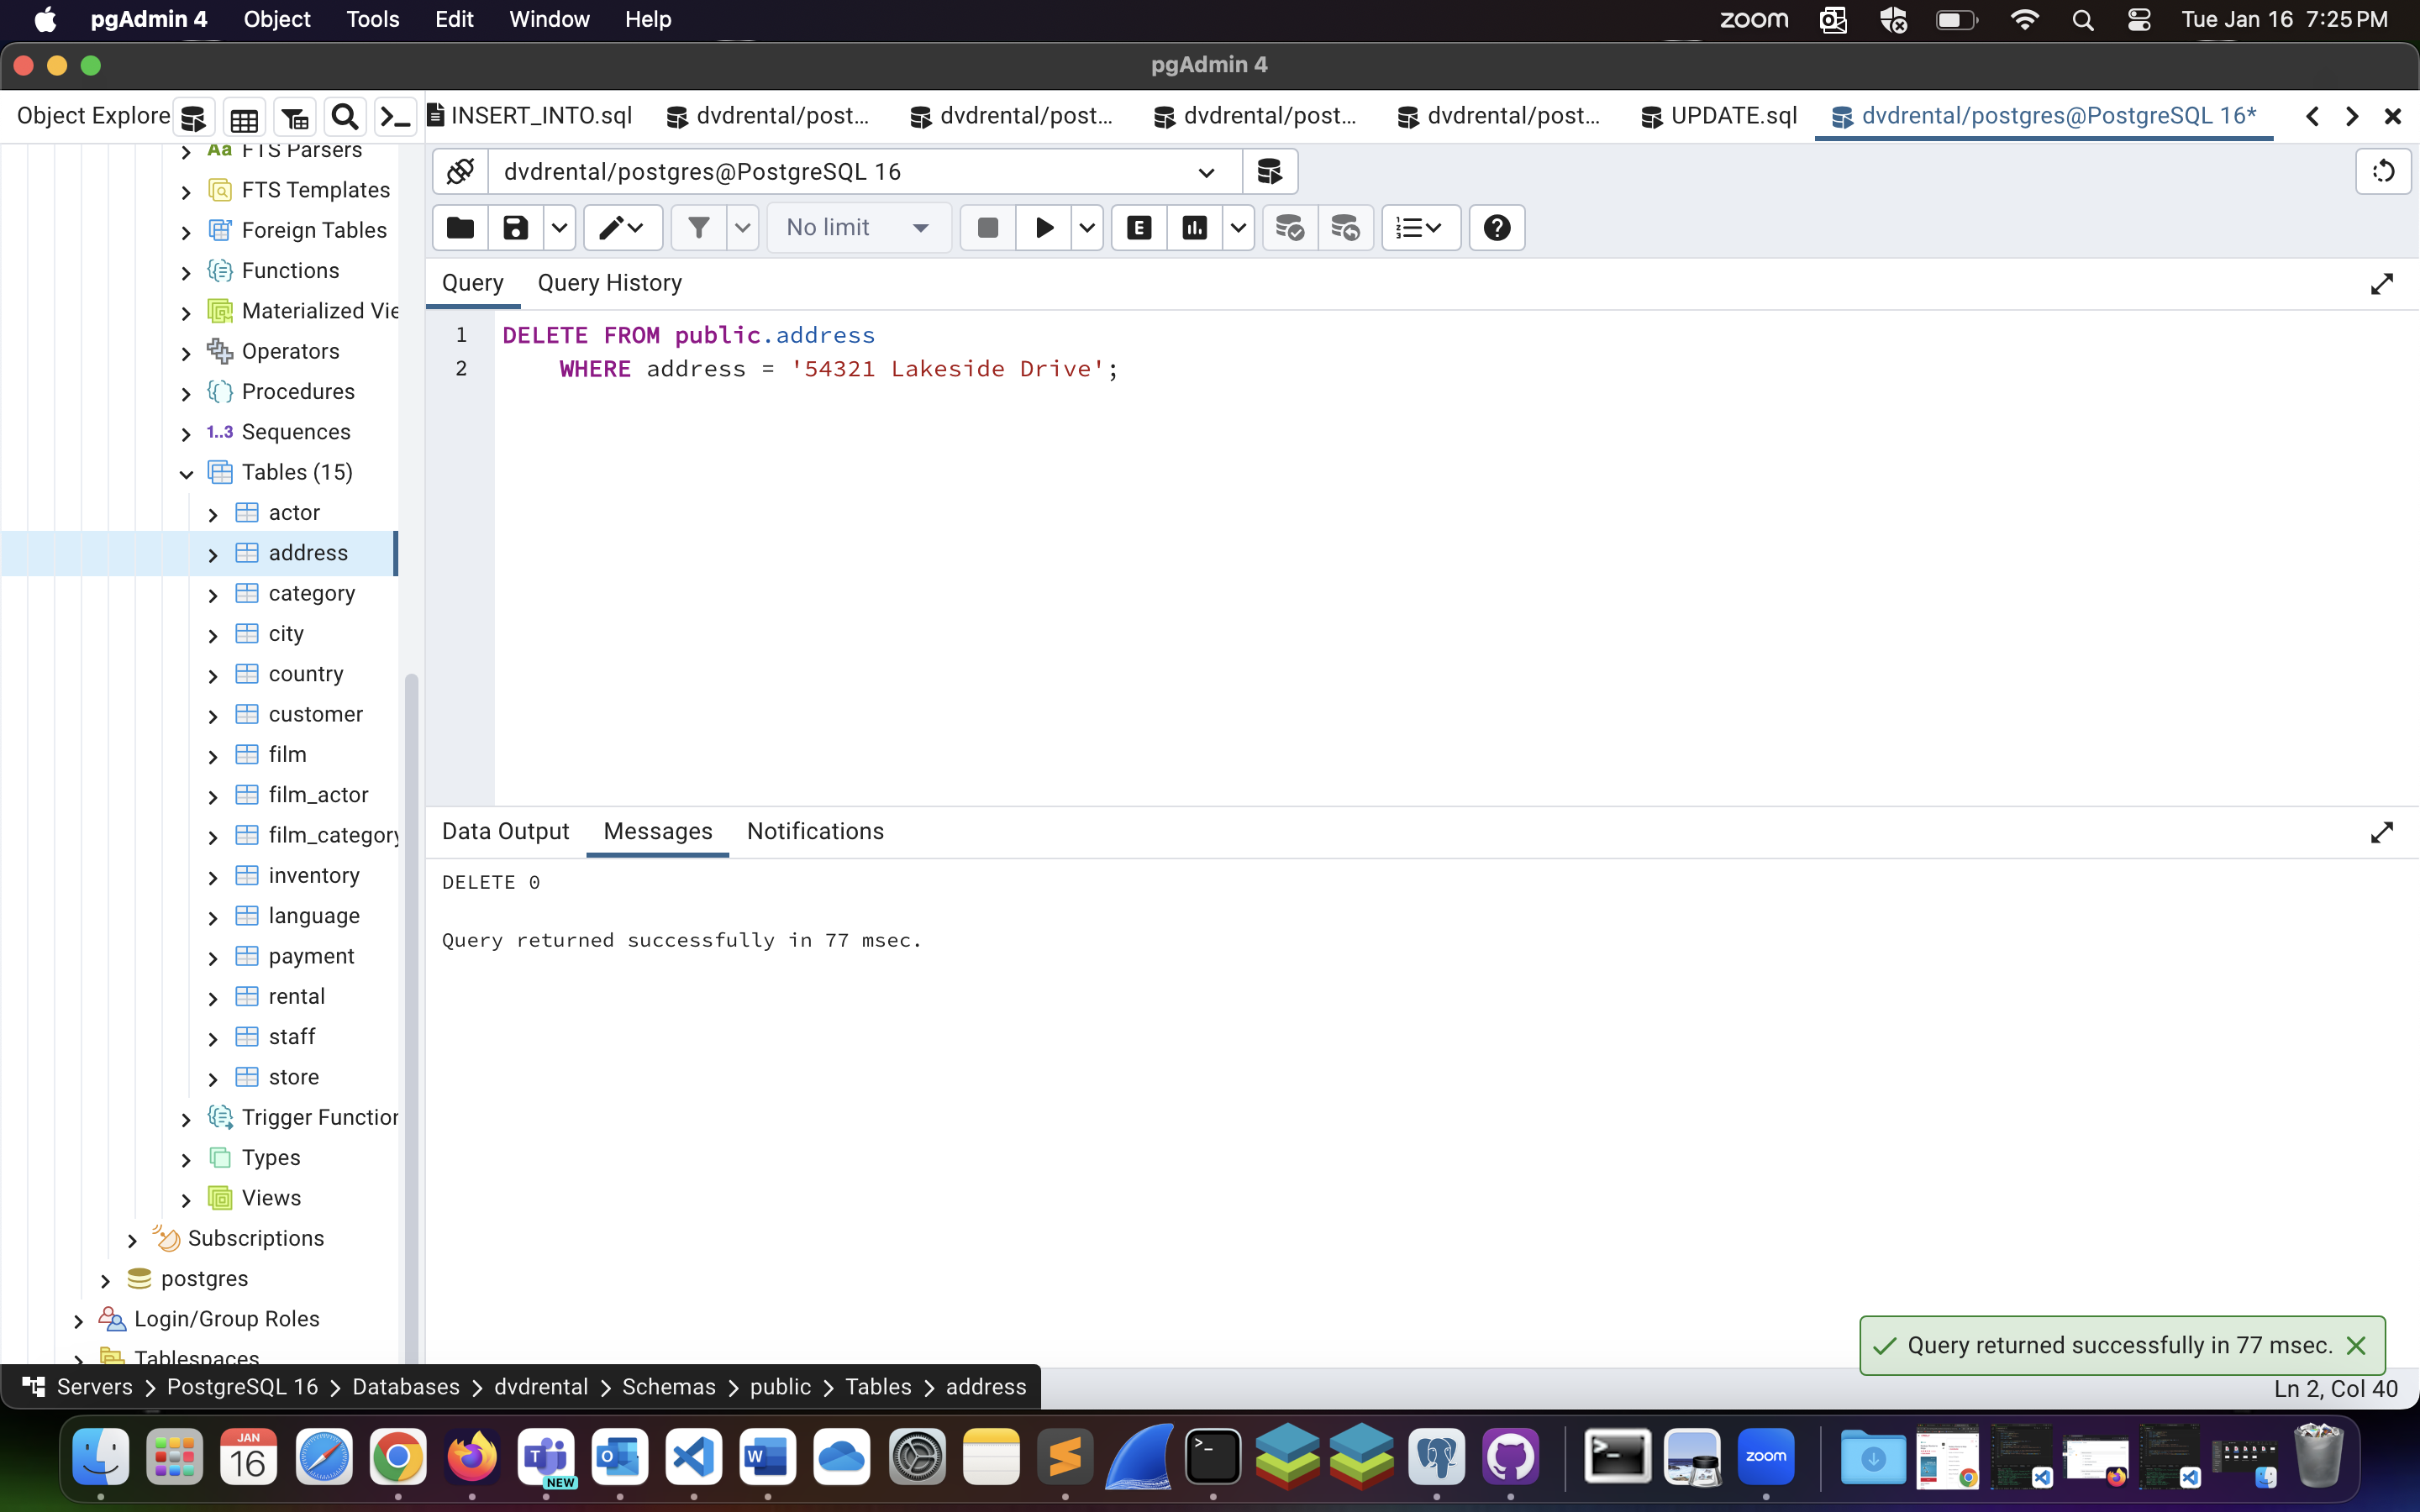 pgAdmin 4 Object Tools Edit Window Help zoom Tue Jan 16 7:25 PM
pgAdmin 4
Object Explore INSERT_INTO.sql dvdrental/post... dvdrental/post... dvdrental/post... dvdrental/post... UPDATE.sql dvdrental/postgres@PostgreSQL 16*
Aa FTS Parsers
FTS Templates
Foreign Tables
Functions
Materialized Vie
Operators
Procedures
1..3 Sequences
Tables (15)
actor
address
category
city
country
customer
film
film_actor
film_category
inventory
language
payment
rental
staff
store
Trigger Function
Types
Views
Subscriptions
postgres
Login/Group Roles
Tablespaces
dvdrental/postgres@PostgreSQL 16
No limit E
Query Query History
1 DELETE FROM public.address
2 WHERE address = '54321 Lakeside Drive';
Data Output Messages Notifications
DELETE 0
Query returned successfully in 77 msec.
Query returned successfully in 77 msec.
Servers > PostgreSQL 16 > Databases > dvdrental > Schemas > public > Tables > address
Ln 2, Col 40
JAN
16
NEW
zoom